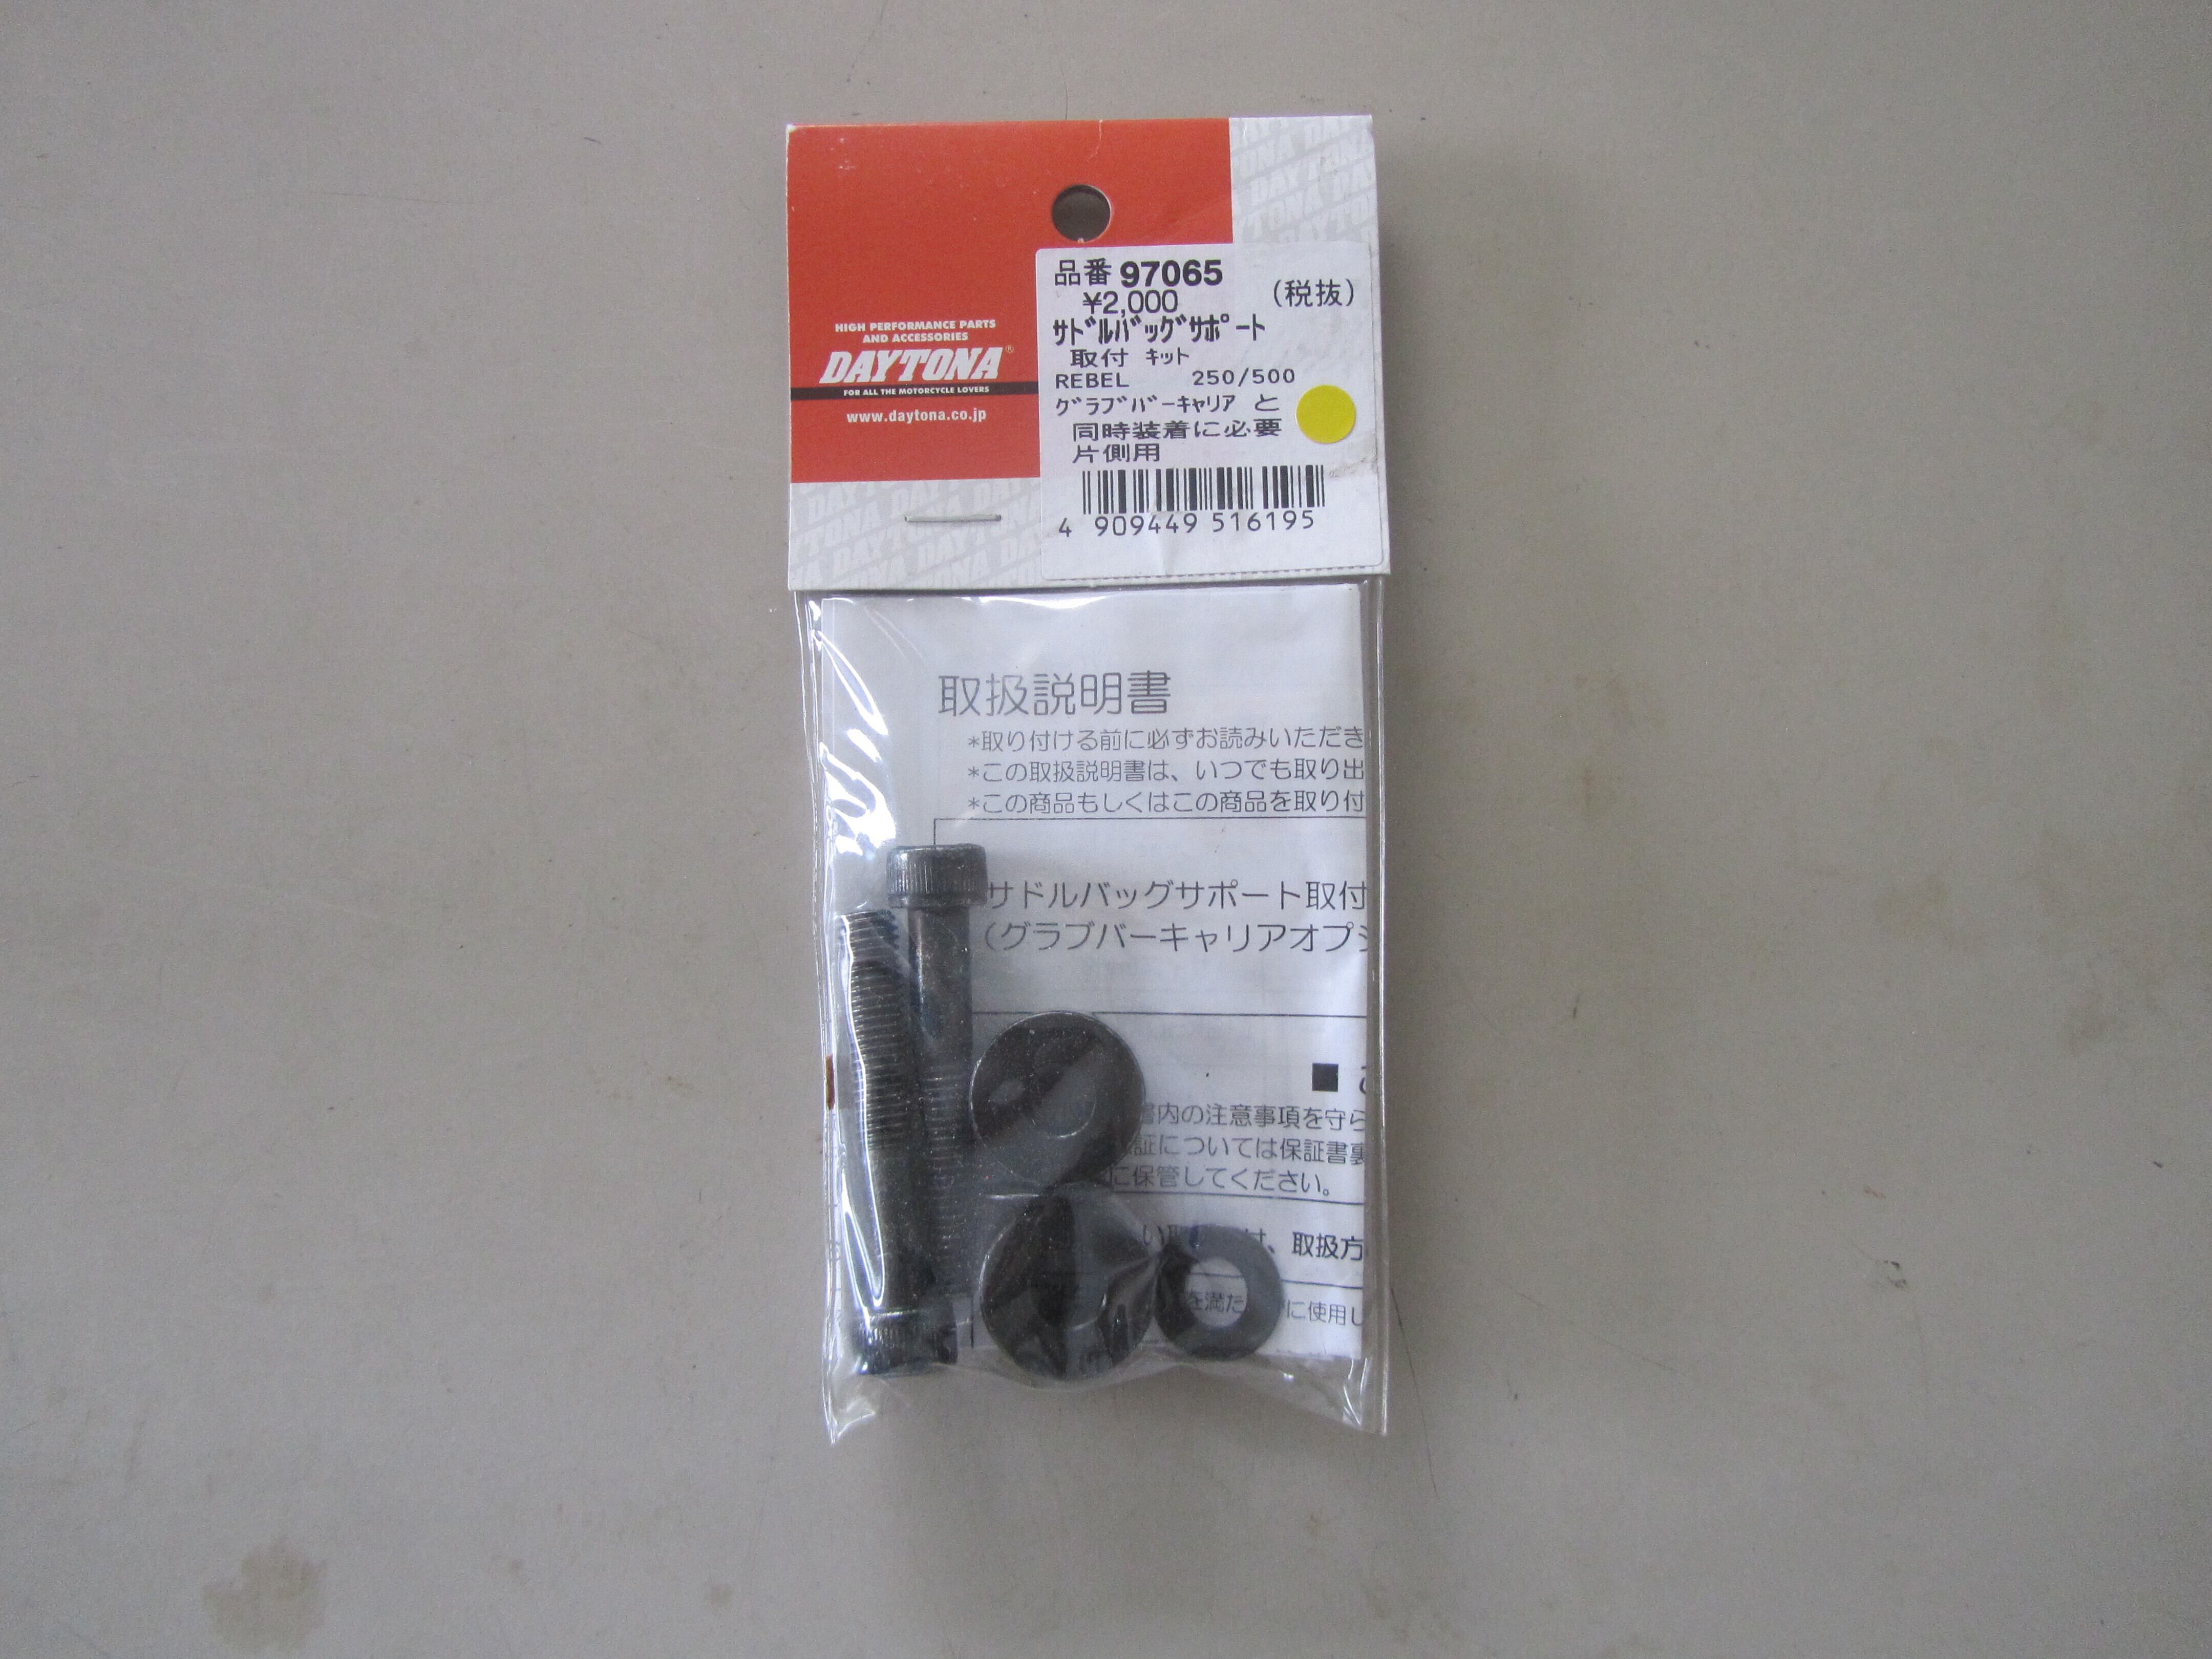 HIGH PERFORMANCE PARTS
AND ACCESSORIES
DAYTONA®
FOR ALL THE MOTORCYCLE LOVERS
www.daytona.co.jp
品番 97065
¥2,000 (税抜)
ｻﾄﾞﾙﾊﾞｯｸﾞｻﾎﾟｰﾄ
取付 ｷｯﾄ
REBEL 250/500
ｸﾞﾗﾌﾞﾊﾞｰｷｬﾘｱ と
同時装着に必要
片側用
4 909449 516195
取扱説明書
*取り付ける前に必ずお読みいただき
*この取扱説明書は、いつでも取り出
*この商品もしくはこの商品を取り付
サドルバッグサポート取付
（グラブバーキャリアオプシ
■
書内の注意事項を守ら
証については保証書裏
に保管してください。
、取扱方
を満た
に使用し